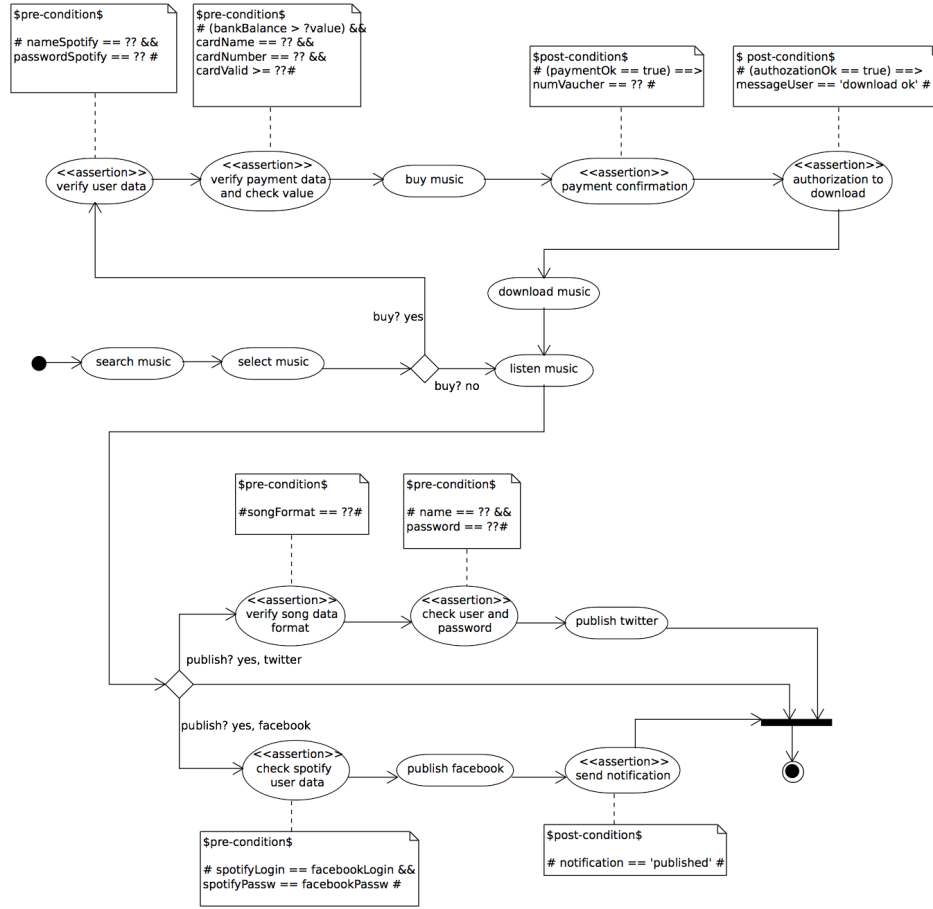 $pre-condition$
# nameSpotify == ?? &&
passwordSpotify == ?? #
$pre-condition$
# (bankBalance > ?value) &&
cardName == ?? &&
cardNumber == ?? &&
cardValid >= ??#
$post-condition$
# (paymentOk == true) ==>
numVaucher == ?? #
$ post-condition$
# (authozationOk == true) ==>
messageUser == 'download ok' #
<<assertion>>
verify user data
<<assertion>>
verify payment data
and check value
buy music
<<assertion>>
payment confirmation
<<assertion>>
authorization to
download
download music
buy? yes
search music
select music
buy? no
listen music
$pre-condition$
#songFormat == ??#
$pre-condition$
# name == ?? &&
password == ??#
<<assertion>>
verify song data
format
<<assertion>>
check user and
password
publish twitter
publish? yes, twitter
publish? yes, facebook
<<assertion>>
check spotify
user data
publish facebook
<<assertion>>
send notification
$pre-condition$
# spotifyLogin == facebookLogin &&
spotifyPassw == facebookPassw #
$post-condition$
# notification == 'published' #